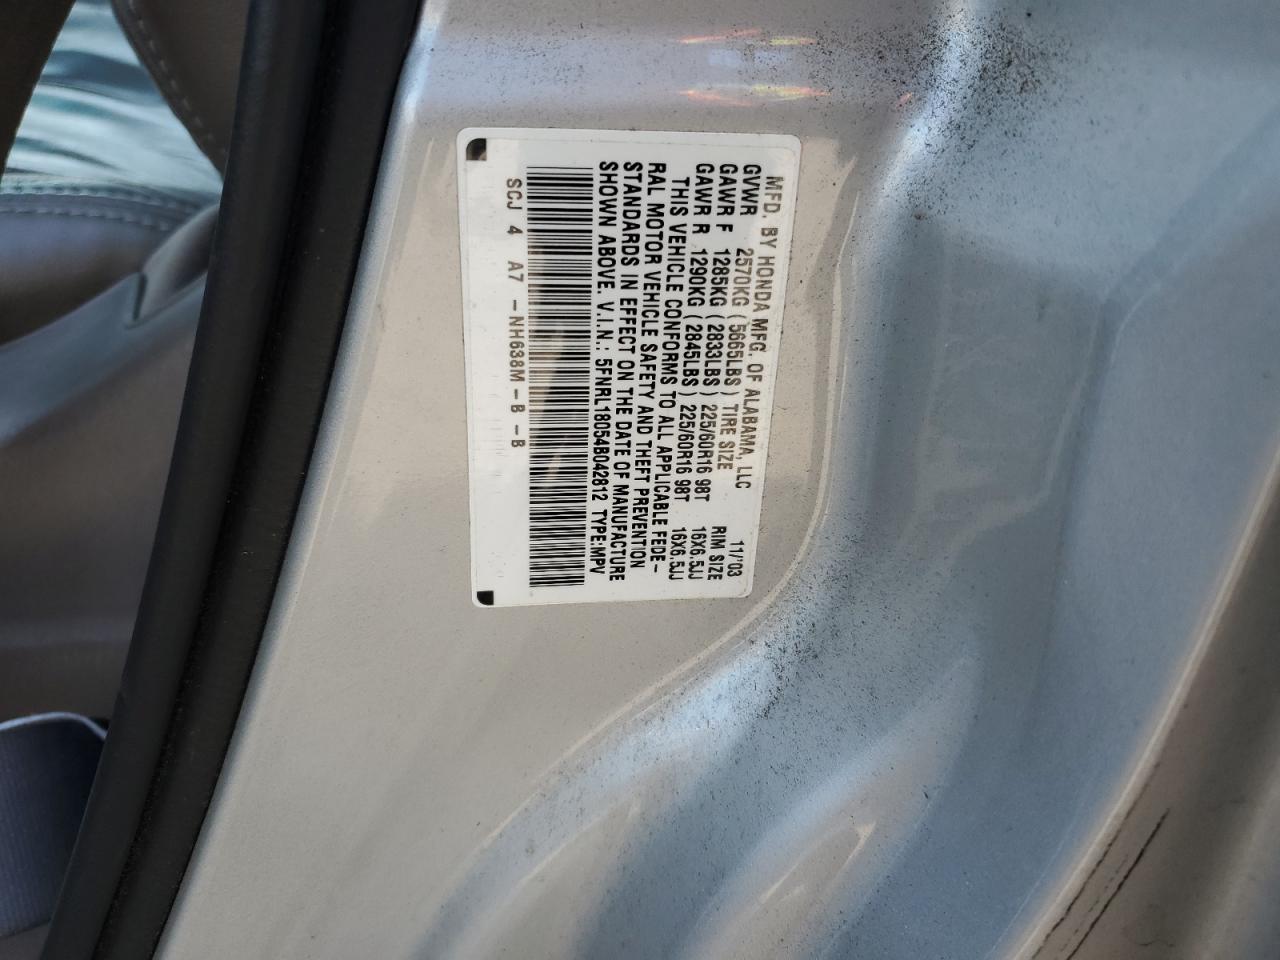 MFD. BY HONDA MFG. OF ALABAMA, LLC 11/'03
GVWR 2570KG ( 5665LBS ) TIRE SIZE RIM SIZE
GAWR F 1285KG ( 2833LBS ) 225/60R16 98T 16X6.5JJ
GAWR R 1290KG ( 2845LBS ) 225/60R16 98T 16X6.5JJ
THIS VEHICLE CONFORMS TO ALL APPLICABLE FEDE-
RAL MOTOR VEHICLE SAFETY AND THEFT PREVENTION
STANDARDS IN EFFECT ON THE DATE OF MANUFACTURE
SHOWN ABOVE. V.I.N.: 5FNRL18054B042812 TYPE:MPV
SCJ 4 A7 - NH638M - B - B